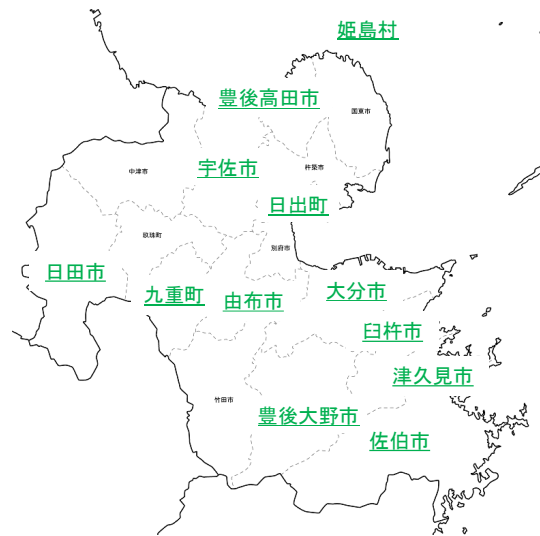 姫島村
豊後高田市
国東市
中津市
宇佐市
杵築市
日出町
玖珠町
別府市
日田市
九重町
由布市
大分市
臼杵市
津久見市
竹田市
豊後大野市
佐伯市